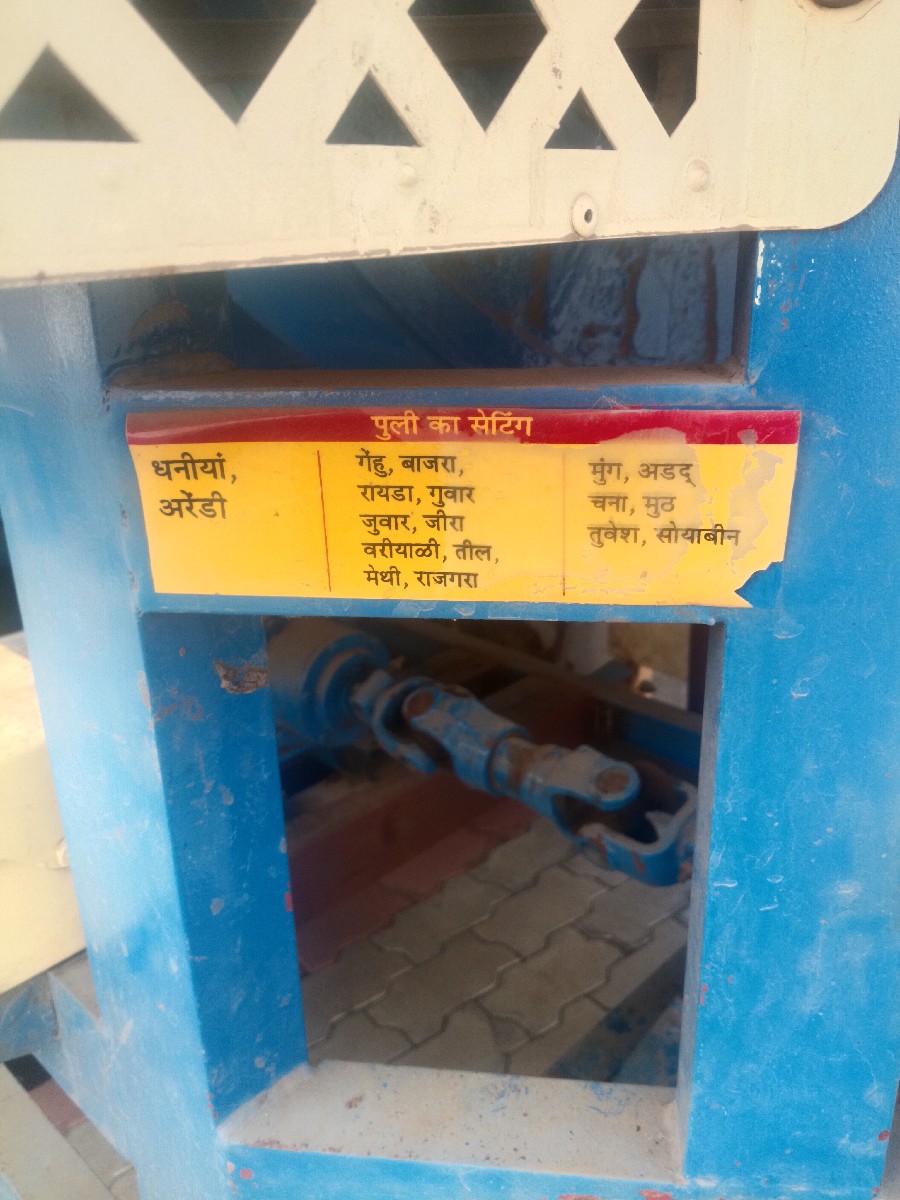 पुली का सेटिंग
धनीयां,
अरेंडी
गेंहु, बाजरा,
रायडा, गुवार
जुवार, जीरा
वरीयाळी, तील,
मेथी, राजगरा
मुंग, अडद्
चना, मुठ
तुवेश, सोयाबीन